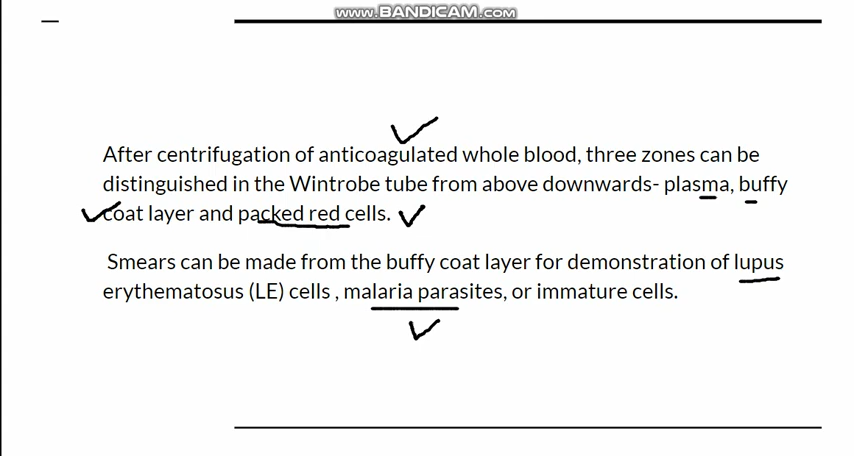 www.BANDICAM.com
After centrifugation of anticoagulated whole blood, three zones can be
distinguished in the Wintrobe tube from above downwards- plasma, buffy
coat layer and packed red cells.
Smears can be made from the buffy coat layer for demonstration of lupus
erythematosus (LE) cells , malaria parasites, or immature cells.